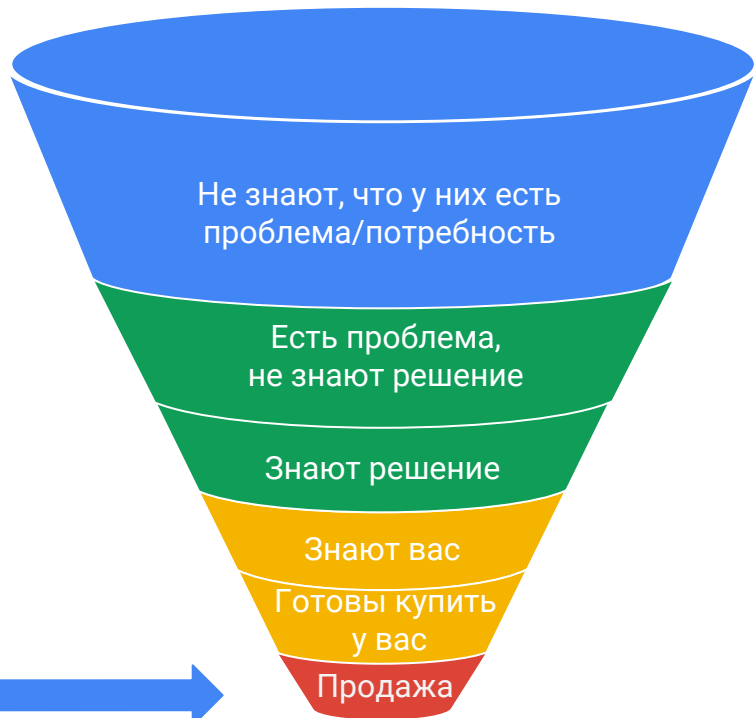 Не знают, что у них есть
проблема/потребность
Есть проблема,
не знают решение
Знают решение
Знают вас
Готовы купить
у вас
Продажа